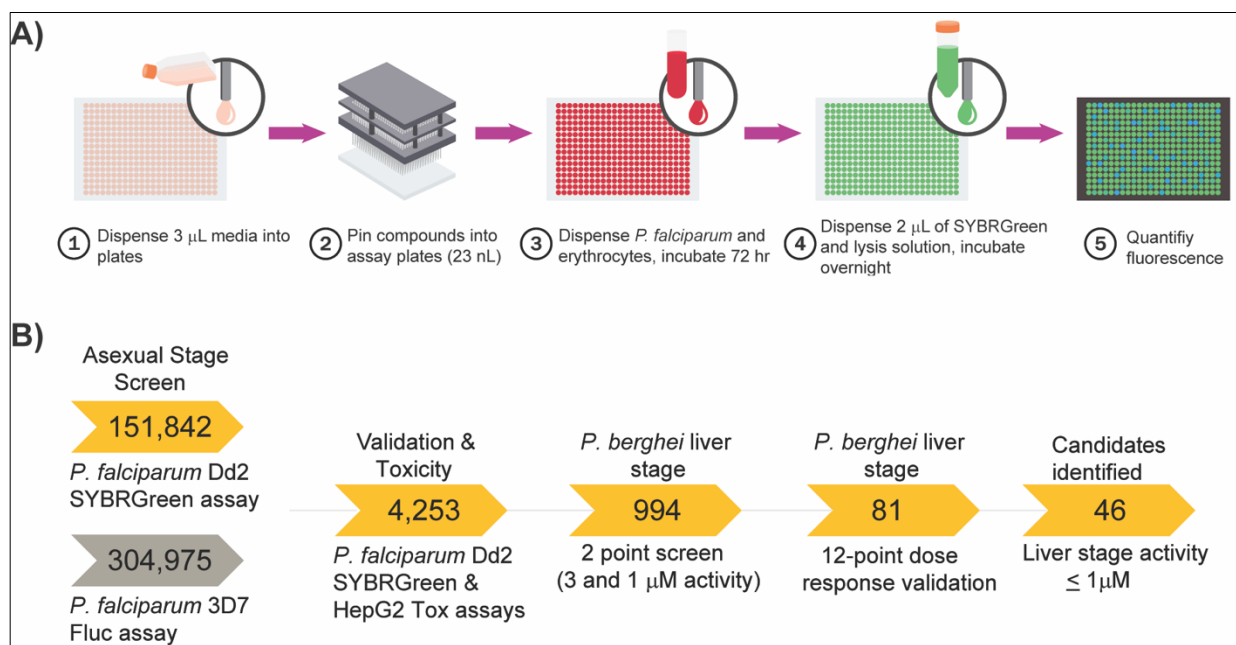 A)
1 Dispense 3 μL media into
plates
2 Pin compounds into
assay plates (23 nL)
3 Dispense P. falciparum and
erythrocytes, incubate 72 hr
4 Dispense 2 μL of SYBRGreen
and lysis solution, incubate
overnight
5 Quantifiy
fluorescence
B)
Asexual Stage
Screen
151,842
P. falciparum Dd2
SYBRGreen assay
304,975
P. falciparum 3D7
Fluc assay
Validation &
Toxicity
4,253
P. falciparum Dd2
SYBRGreen &
HepG2 Tox assays
P. berghei liver
stage
994
2 point screen
(3 and 1 μM activity)
P. berghei liver
stage
81
12-point dose
response validation
Candidates
identified
46
Liver stage activity
≤ 1μM